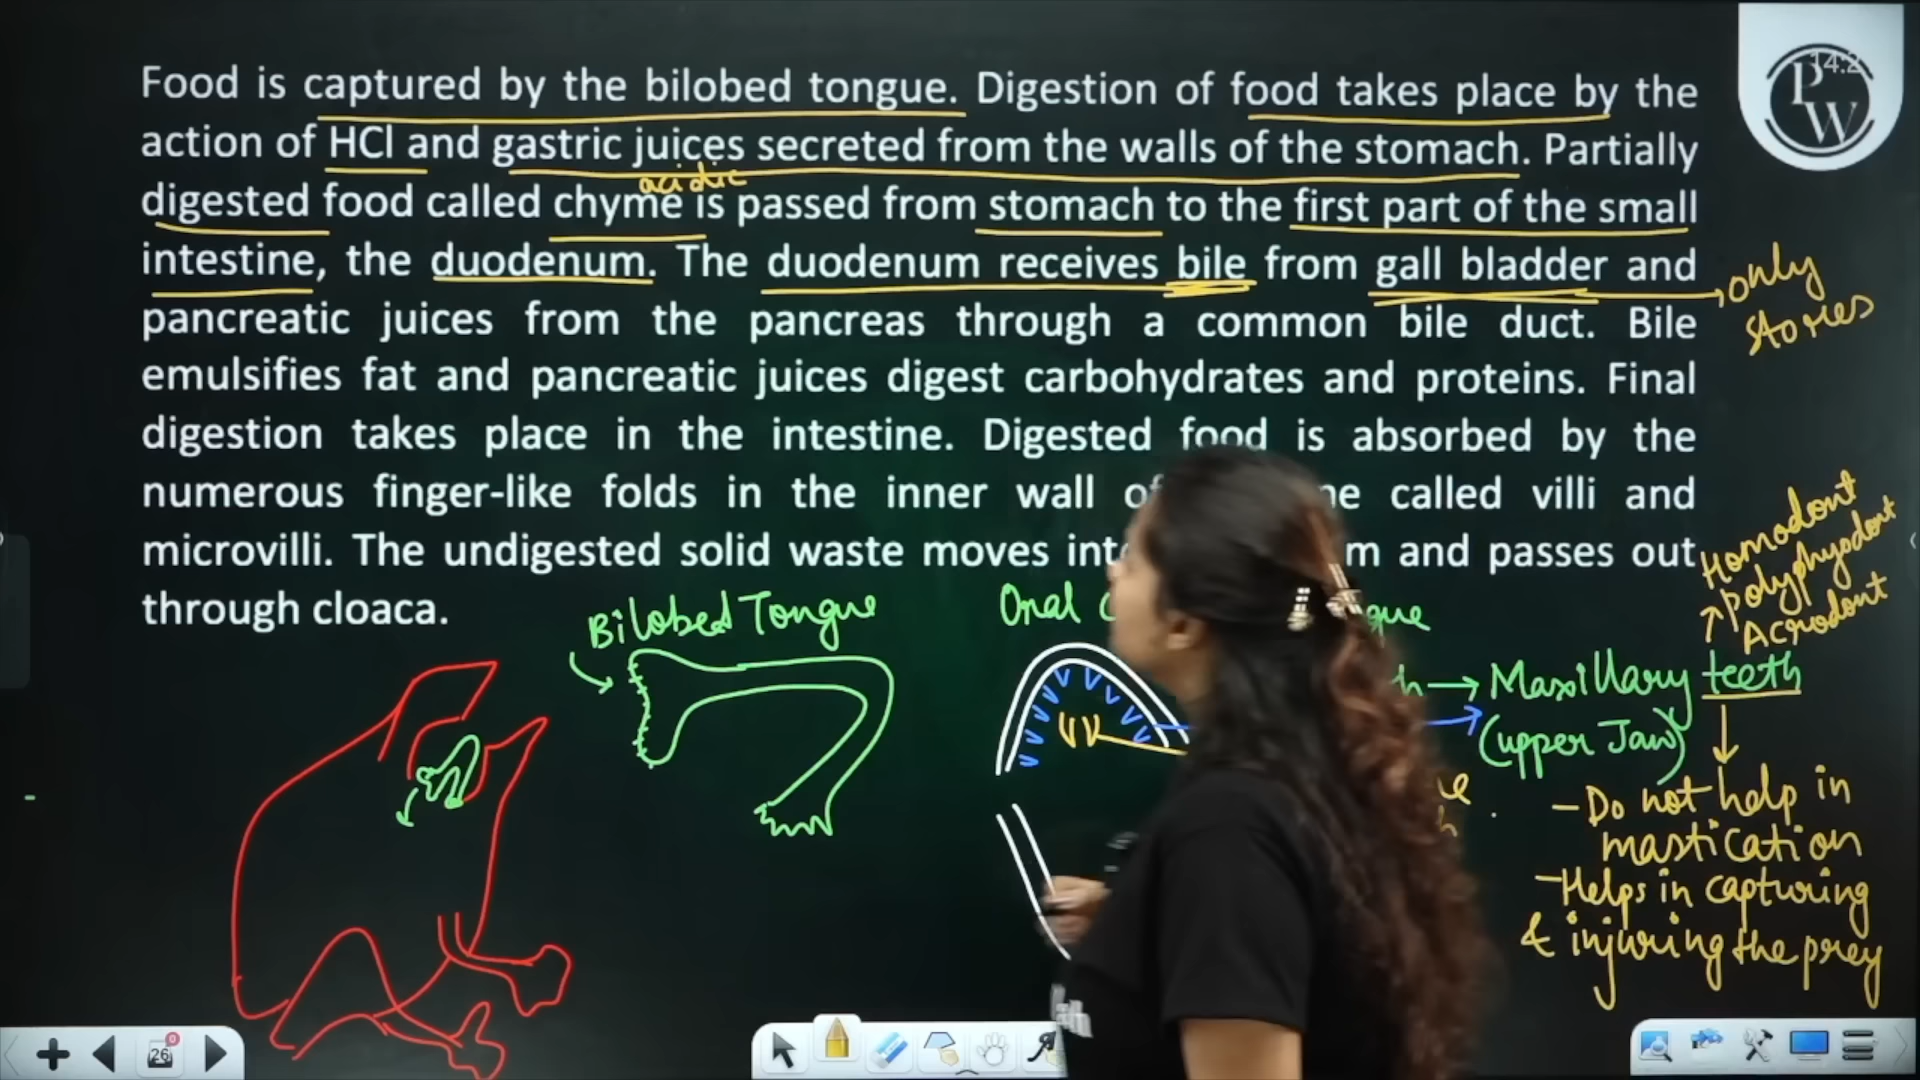 Food is captured by the bilobed tongue. Digestion of food takes place by the
action of HCl and gastric juices secreted from the walls of the stomach. Partially
acidic
digested food called chyme is passed from stomach to the first part of the small
intestine, the duodenum. The duodenum receives bile from gall bladder and
only
stores
pancreatic juices from the pancreas through a common bile duct. Bile
emulsifies fat and pancreatic juices digest carbohydrates and proteins. Final
digestion takes place in the intestine. Digested food is absorbed by the
numerous finger-like folds in the inner wall called villi and
microvilli. The undigested solid waste moves and passes out
through cloaca.
Homodont
Polyphyodont
Acrodont
Bilobed Tongue
Oral
Maxillary teeth
(upper Jaw)
- Do not help in
mastication
- Helps in capturing
& injuring the prey
PW
26
0